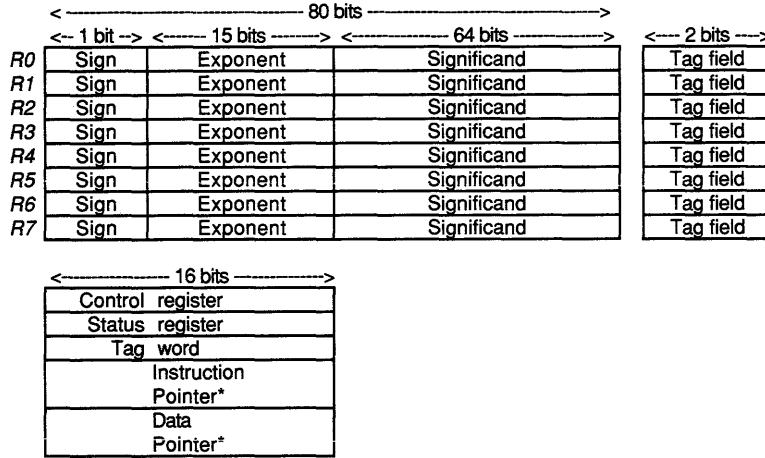 80 bits
1 bit 15 bits 64 bits 2 bits
R0 Sign Exponent Significand Tag field
R1 Sign Exponent Significand Tag field
R2 Sign Exponent Significand Tag field
R3 Sign Exponent Significand Tag field
R4 Sign Exponent Significand Tag field
R5 Sign Exponent Significand Tag field
R6 Sign Exponent Significand Tag field
R7 Sign Exponent Significand Tag field
16 bits
Control register
Status register
Tag word
Instruction
Pointer*
Data
Pointer*